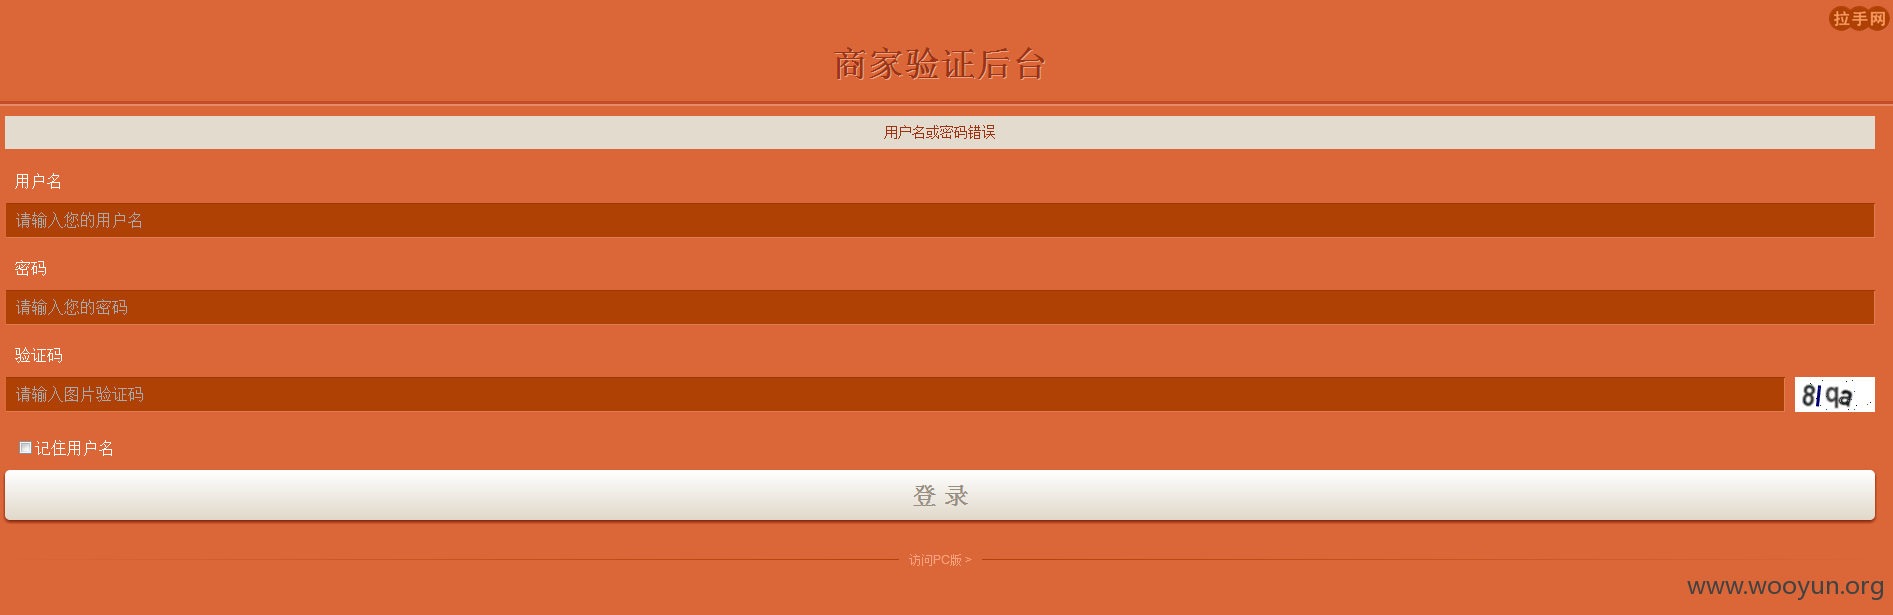 拉手网
商家验证后台
用户名或密码错误
用户名
请输入您的用户名
密码
请输入您的密码
验证码
请输入图片验证码
8lqa
记住用户名
登 录
访问PC版 >
www.wooyun.org